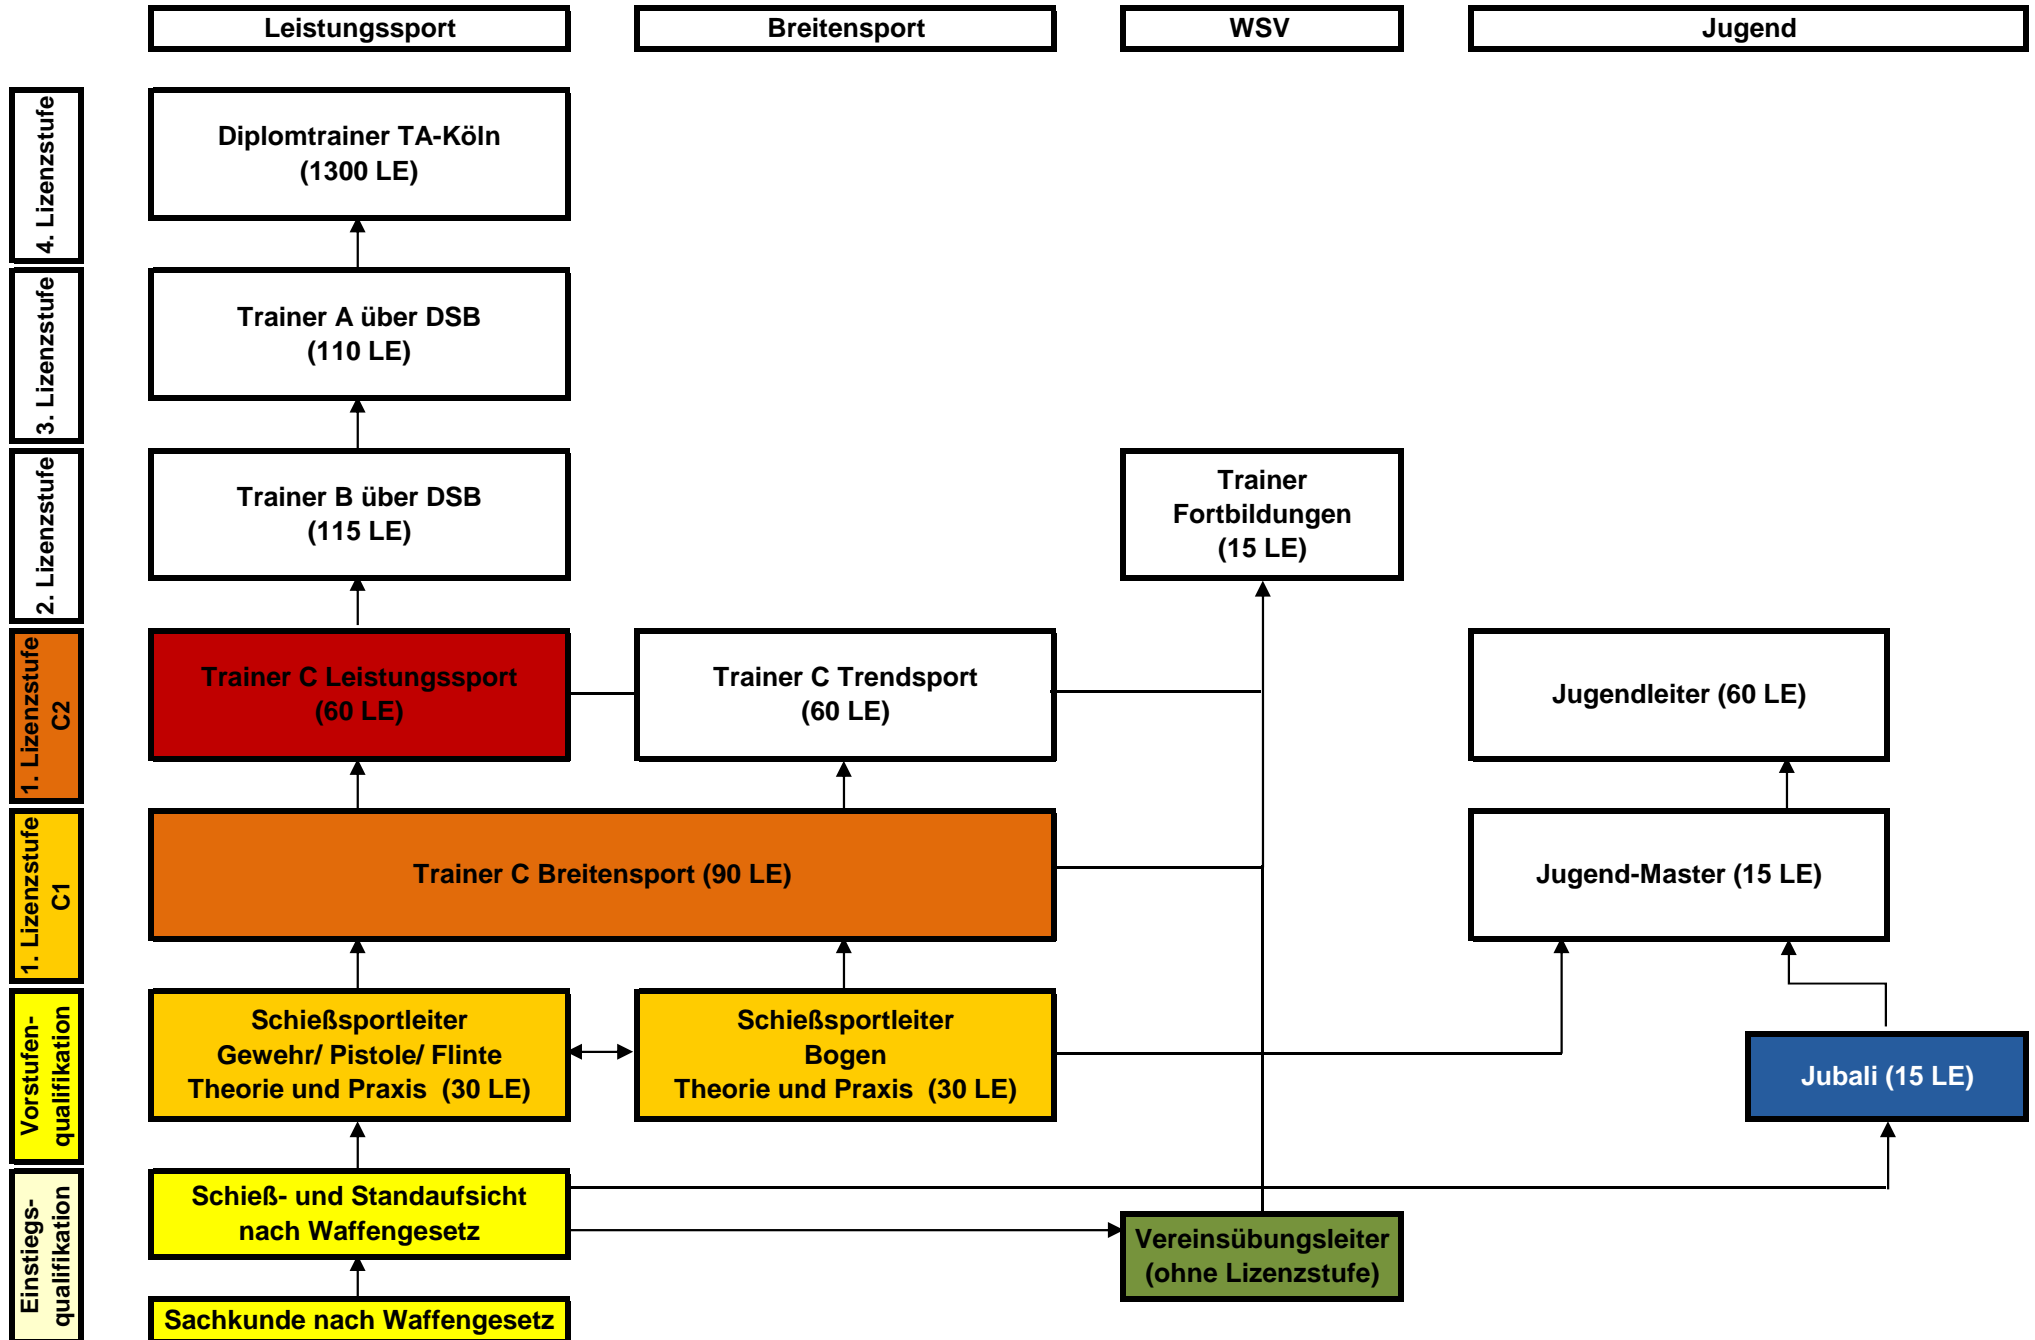 Leistungssport
Breitensport
WSV
Jugend
4. Lizenzstufe
Diplomtrainer TA-Köln
(1300 LE)
3. Lizenzstufe
Trainer A über DSB
(110 LE)
2. Lizenzstufe
Trainer B über DSB
(115 LE)
Trainer
Fortbildungen
(15 LE)
1. Lizenzstufe
C2
Trainer C Leistungssport
(60 LE)
Trainer C Trendsport
(60 LE)
Jugendleiter (60 LE)
1. Lizenzstufe
C1
Trainer C Breitensport (90 LE)
Jugend-Master (15 LE)
Vorstufen-
qualifikation
Schießsportleiter
Gewehr/ Pistole/ Flinte
Theorie und Praxis  (30 LE)
Schießsportleiter
Bogen
Theorie und Praxis  (30 LE)
Jubali (15 LE)
Einstiegs-
qualifikation
Schieß- und Standaufsicht
nach Waffengesetz
Vereinsübungsleiter
(ohne Lizenzstufe)
Sachkunde nach Waffengesetz